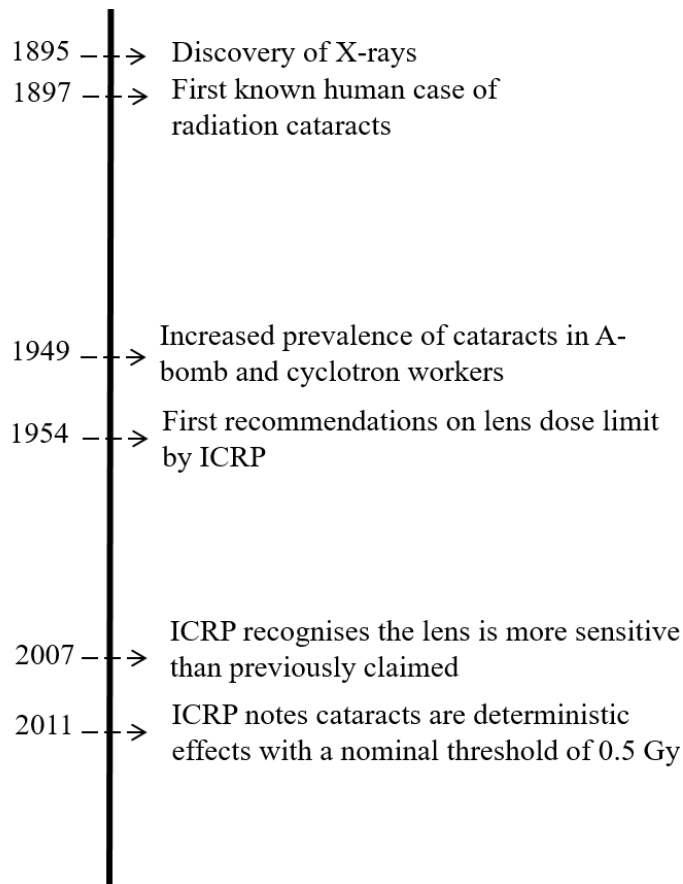 1895 Discovery of X-rays
1897 First known human case of
radiation cataracts
Increased prevalence of cataracts in A-
1949
bomb and cyclotron workers
First recommendations on lens dose limit
1954
by ICRP
ICRP recognises the lens is more sensitive
2007
than previously claimed
ICRP notes cataracts are deterministic
2011
effects with a nominal threshold of 0.5 Gy